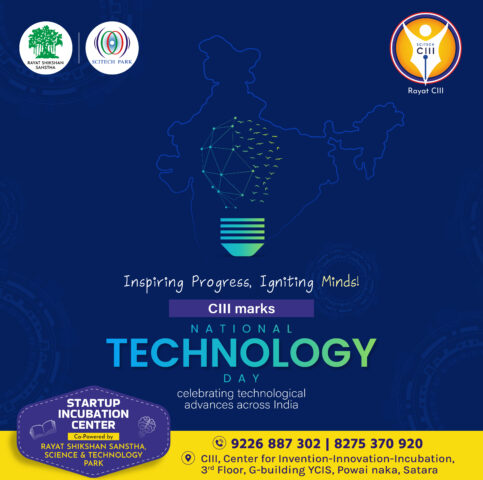 RAYAT SHIKSHAN
SANSTHA
SCITECH PARK
SCITECH
CIII
Rayat CIII
Inspiring Progress, Igniting Minds!
CIII marks
NATIONAL
TECHNOLOGY
DAY
celebrating technological
advances across India
STARTUP
INCUBATION
CENTER
Co-Powered by
RAYAT SHIKSHAN SANSTHA,
SCIENCE & TECHNOLOGY
PARK
9226 887 302 | 8275 370 920
CIII, Center for Invention-Innovation-Incubation,
3rd Floor, G-building YCIS, Powai naka, Satara